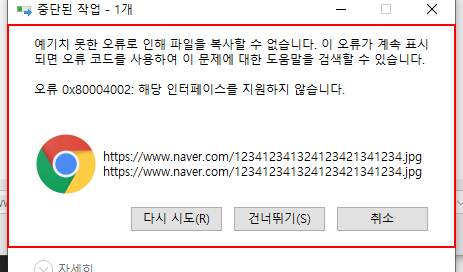 중단된 작업 - 1개
예기치 못한 오류로 인해 파일을 복사할 수 없습니다. 이 오류가 계속 표시
되면 오류 코드를 사용하여 이 문제에 대한 도움말을 검색할 수 있습니다.
오류 0x80004002: 해당 인터페이스를 지원하지 않습니다.
https://www.naver.com/123412341324123421341234.jpg
https://www.naver.com/123412341324123421341234.jpg
다시 시도(R) 건너뛰기(S) 취소
자세히